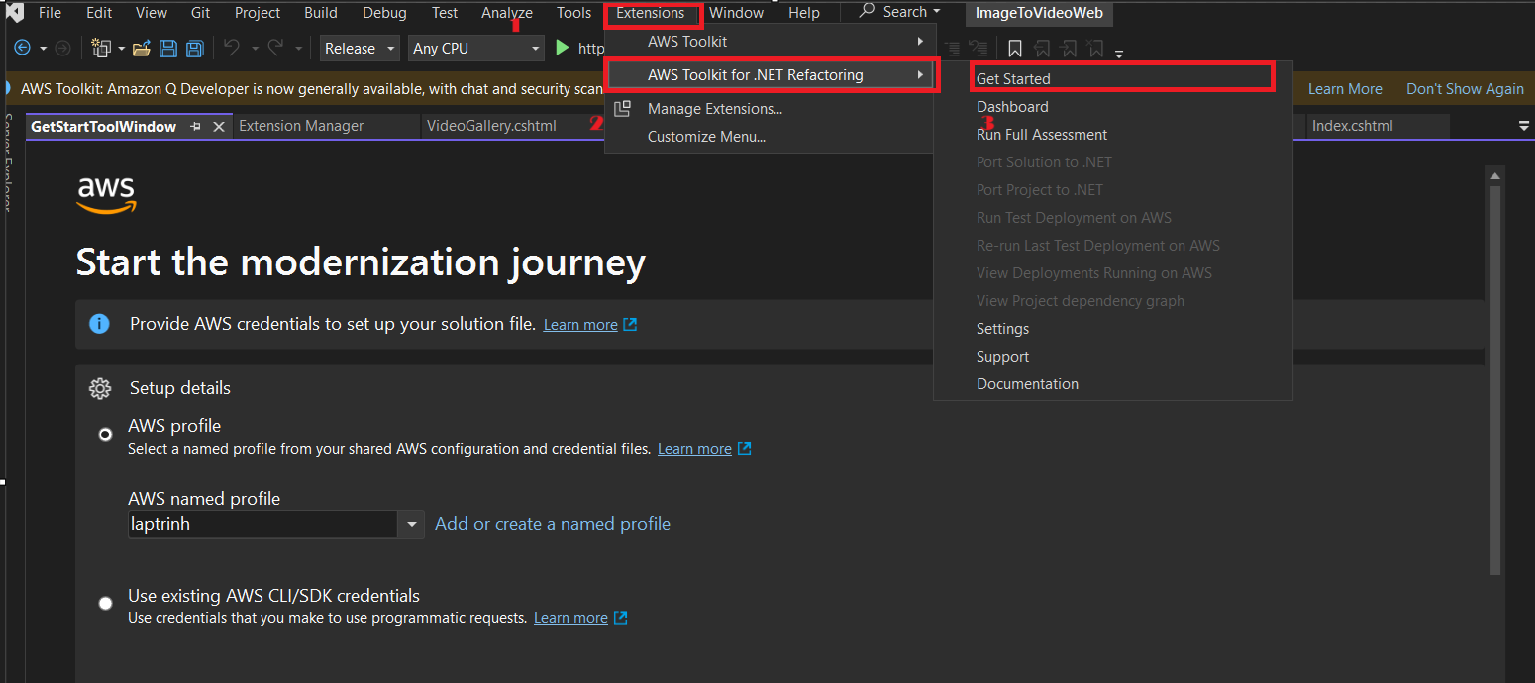 File Edit View Git Project Build Debug Test Analyze Tools Extensions Window Help Search ImageToVideoWeb
1
Release Any CPU http
AWS Toolkit
AWS Toolkit for .NET Refactoring
Manage Extensions...
Customize Menu...
2
Get Started
Dashboard
3
Run Full Assessment
Port Solution to .NET
Port Project to .NET
Run Test Deployment on AWS
Re-run Last Test Deployment on AWS
View Deployments Running on AWS
View Project dependency graph
Settings
Support
Documentation
AWS Toolkit: Amazon Q Developer is now generally available, with chat and security scan
Learn More Don't Show Again
GetStartToolWindow Extension Manager VideoGallery.cshtml Index.cshtml
Server Explorer
aws
Start the modernization journey
Provide AWS credentials to set up your solution file. Learn more
Setup details
AWS profile
Select a named profile from your shared AWS configuration and credential files. Learn more
AWS named profile
laptrinh Add or create a named profile
Use existing AWS CLI/SDK credentials
Use credentials that you make to use programmatic requests. Learn more